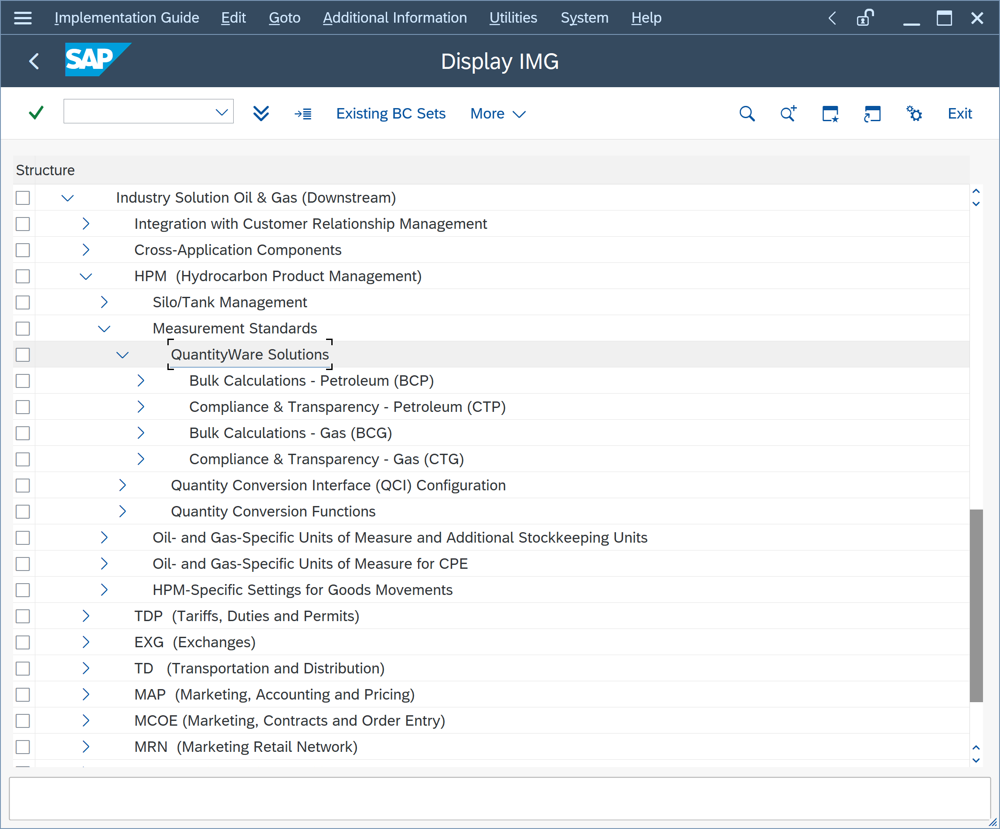 Implementation Guide Edit Goto Additional Information Utilities System Help
SAP Display IMG
Existing BC Sets More Exit
Structure
Industry Solution Oil & Gas (Downstream)
Integration with Customer Relationship Management
Cross-Application Components
HPM (Hydrocarbon Product Management)
Silo/Tank Management
Measurement Standards
QuantityWare Solutions
Bulk Calculations - Petroleum (BCP)
Compliance & Transparency - Petroleum (CTP)
Bulk Calculations - Gas (BCG)
Compliance & Transparency - Gas (CTG)
Quantity Conversion Interface (QCI) Configuration
Quantity Conversion Functions
Oil- and Gas-Specific Units of Measure and Additional Stockkeeping Units
Oil- and Gas-Specific Units of Measure for CPE
HPM-Specific Settings for Goods Movements
TDP (Tariffs, Duties and Permits)
EXG (Exchanges)
TD (Transportation and Distribution)
MAP (Marketing, Accounting and Pricing)
MCOE (Marketing, Contracts and Order Entry)
MRN (Marketing Retail Network)